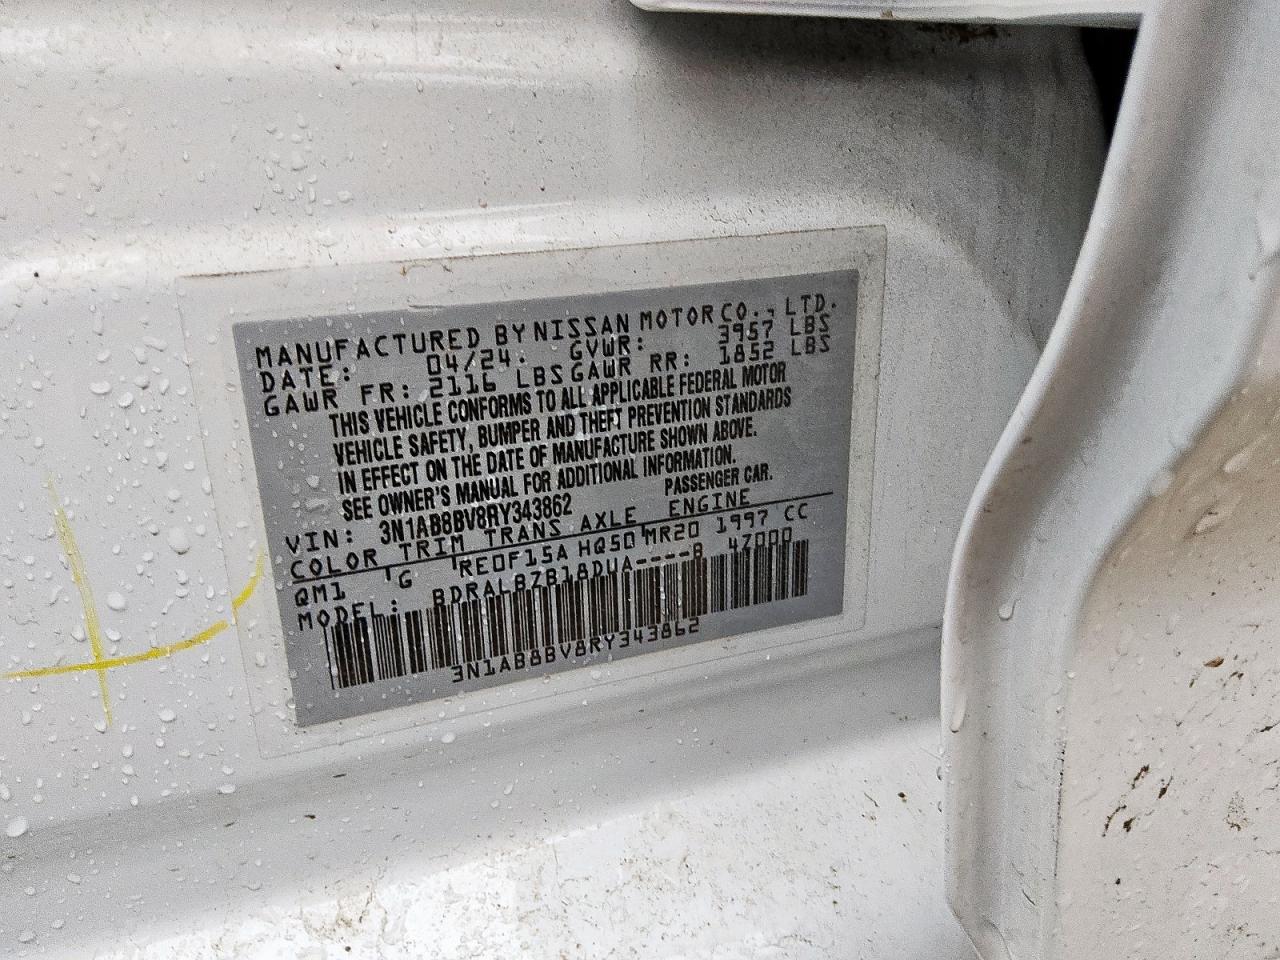 MANUFACTURED BY NISSAN MOTOR CO., LTD.
DATE: 04/24. GVWR: 3957 LBS
GAWR FR: 2116 LBS GAWR RR: 1852 LBS
THIS VEHICLE CONFORMS TO ALL APPLICABLE FEDERAL MOTOR
VEHICLE SAFETY, BUMPER AND THEFT PREVENTION STANDARDS
IN EFFECT ON THE DATE OF MANUFACTURE SHOWN ABOVE.
SEE OWNER'S MANUAL FOR ADDITIONAL INFORMATION.
VIN: 3N1AB8BV8RY343862 PASSENGER CAR.
COLOR TRIM TRANS AXLE ENGINE
QM1 G RE0F15A HQ50 MR20 1997 CC
MODEL: BDRALBZB18DUA----B 4Z000
3N1AB8BV8RY343862